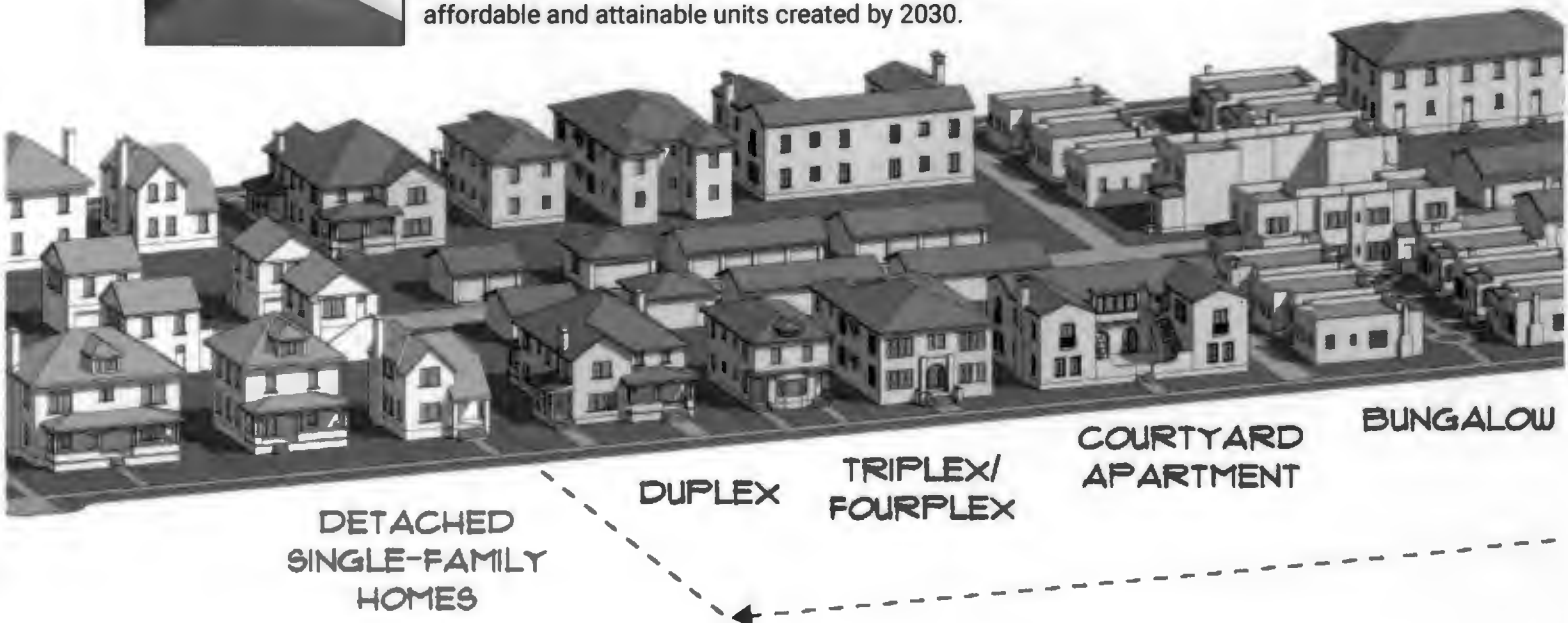 affordable and attainable units created by 2030.
BUNGALOW
COURTYARD
APARTMENT
TRIPLEX/
FOURPLEX
DUPLEX
DETACHED
SINGLE-FAMILY
HOMES